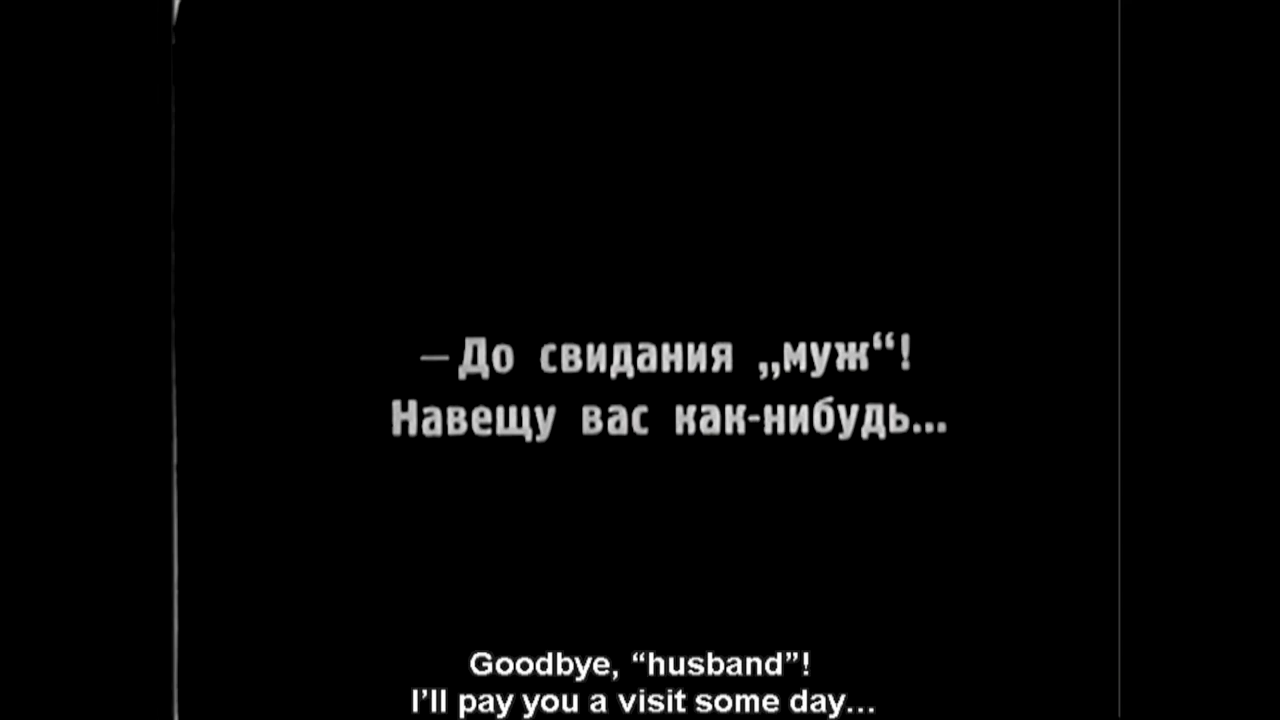 —До свидания „муж“!
Навещу вас как-нибудь...
Goodbye, “husband”!
I’ll pay you a visit some day...